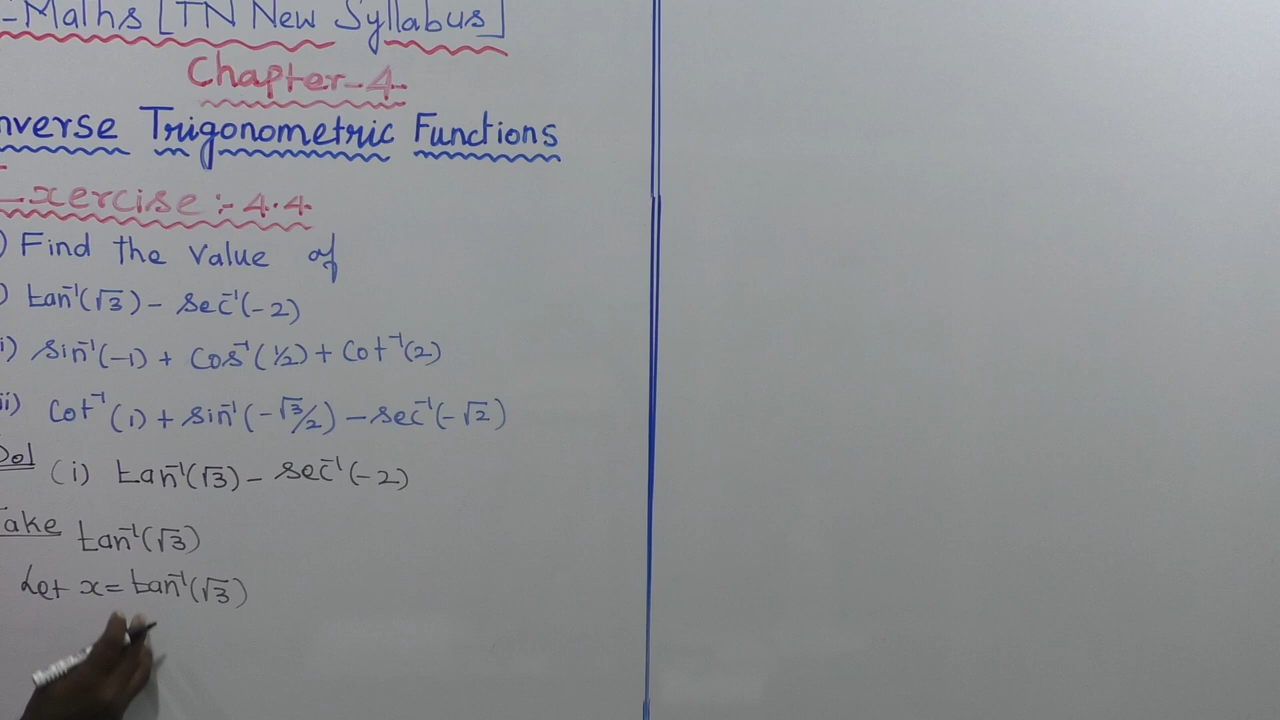 -Maths [TN New Syllabus]
Chapter-4
nverse Trigonometric Functions
Exercise :- 4.4
) Find the value of
) tan⁻¹(√3) - sec⁻¹(-2)
i) sin⁻¹(-1) + cos⁻¹(1/2) + cot⁻¹(2)
ii) cot⁻¹(1) + sin⁻¹(-√3/2) - sec⁻¹(-√2)
Sol (i) tan⁻¹(√3) - sec⁻¹(-2)
Take tan⁻¹(√3)
Let x = tan⁻¹(√3)